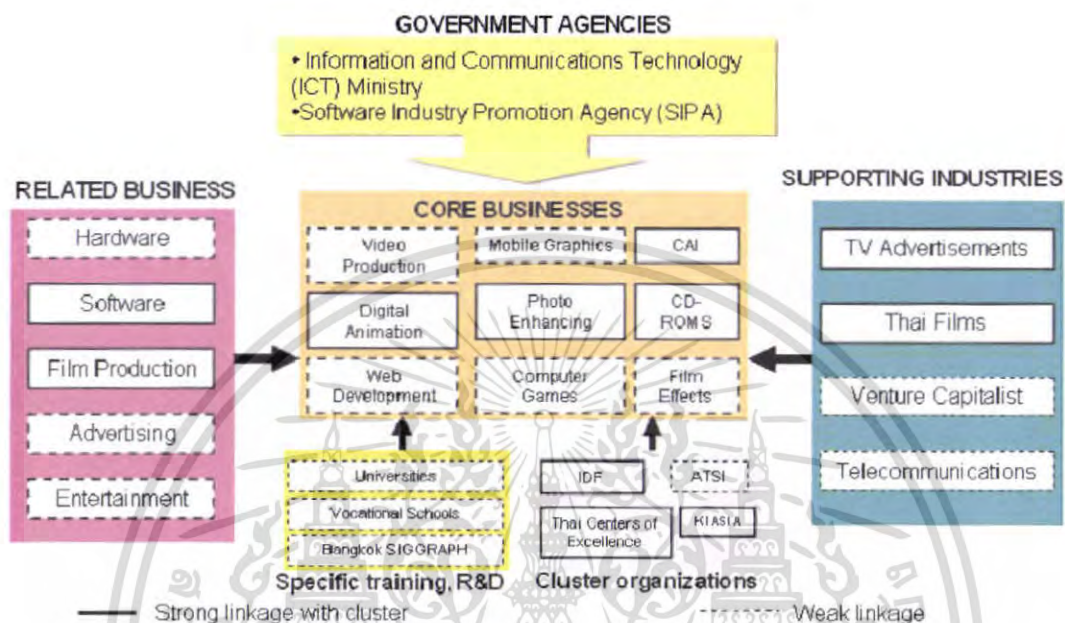 GOVERNMENT AGENCIES
• Information and Communications Technology
(ICT) Ministry
•Software Industry Promotion Agency (SIPA)
RELATED BUSINESS
Hardware
Software
Film Production
Advertising
Entertainment
CORE BUSINESSES
Video
Production
Mobile Graphics
CAI
Digital
Animation
Photo
Enhancing
CD-
ROMS
Web
Development
Computer
Games
Film
Effects
SUPPORTING INDUSTRIES
TV Advertisements
Thai Films
Venture Capitalist
Telecommunications
Universities
Vocational Schools
Bangkok SIGGRAPH
Specific training, R&D
IDF
ATSI
Thai Centers of
Excellence
Cluster organizations
Strong linkage with cluster
Weak linkage